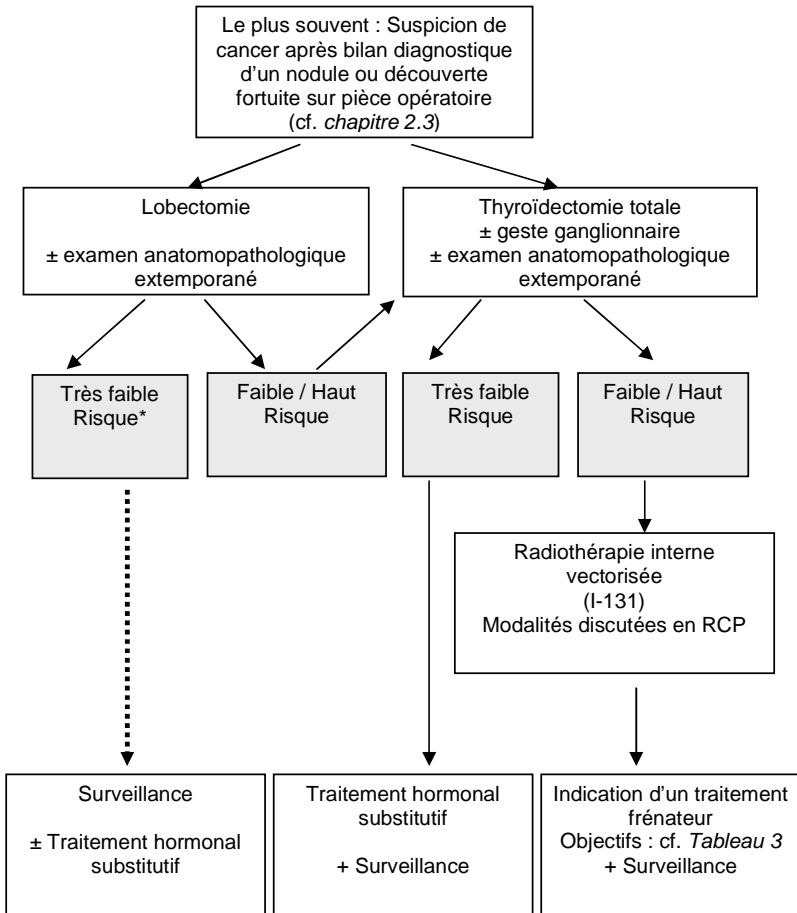 Le plus souvent : Suspicion de
cancer après bilan diagnostique
d'un nodule ou découverte
fortuite sur pièce opératoire
(cf. chapitre 2.3)
Lobectomie
± examen anatomopathologique
extemporané
Thyroïdectomie totale
± geste ganglionnaire
± examen anatomopathologique
extemporané
Très faible
Risque*
Faible / Haut
Risque
Très faible
Risque
Faible / Haut
Risque
Radiothérapie interne
vectorisée
(I-131)
Modalités discutées en RCP
Surveillance
± Traitement hormonal
substitutif
Traitement hormonal
substitutif
+ Surveillance
Indication d'un traitement
frénateur
Objectifs : cf. Tableau 3
+ Surveillance